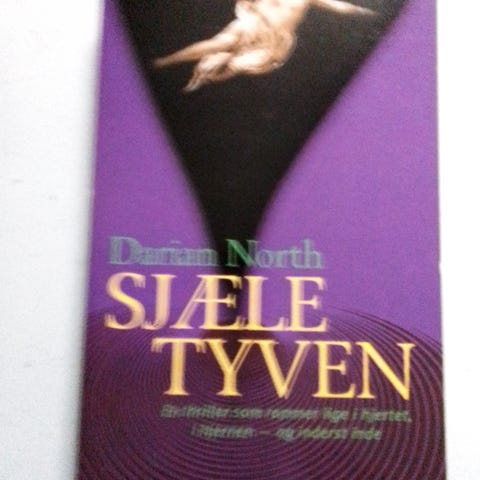 Darian North
SJÆLE
TYVEN
En thriller som rammer lige i hjertet,
i hjernen – og inderst inde